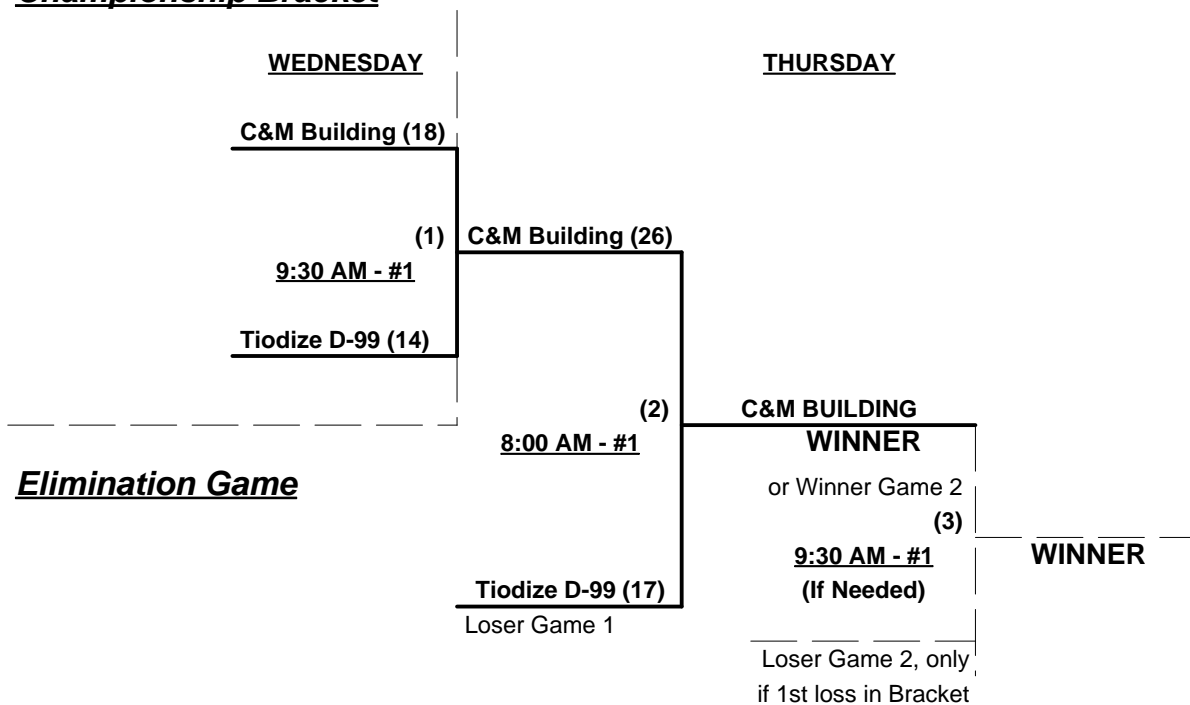 Championship Bracket
WEDNESDAY
THURSDAY
C&M Building (18)
(1)
C&M Building (26)
9:30 AM - #1
Tiodize D-99 (14)
(2)
C&M BUILDING
8:00 AM - #1
WINNER
Elimination Game
or Winner Game 2
(3)
9:30 AM - #1
WINNER
(If Needed)
Tiodize D-99 (17)
Loser Game 1
Loser Game 2, only
if 1st loss in Bracket